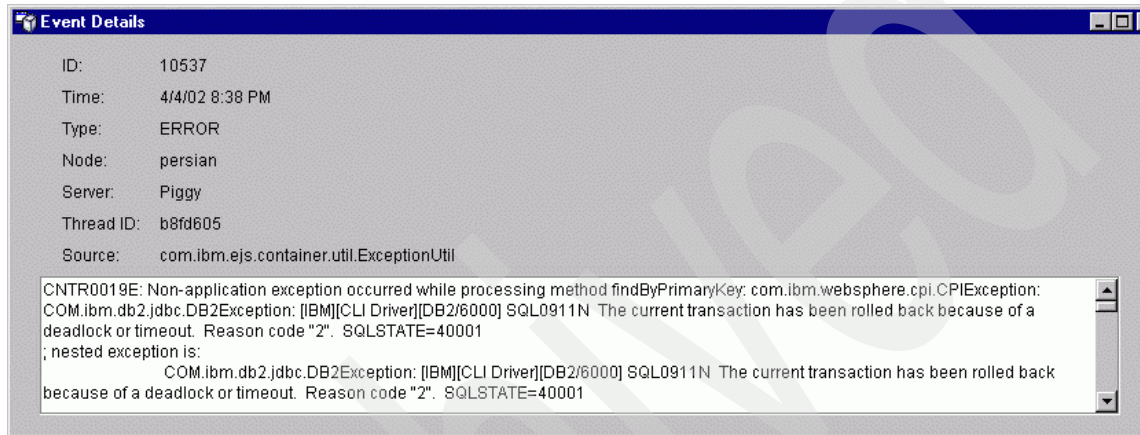 Event Details
ID: 10537
Time: 4/4/02 8:38 PM
Type: ERROR
Node: persian
Server: Piggy
Thread ID: b8fd605
Source: com.ibm.ejs.container.util.ExceptionUtil
CNTR0019E: Non-application exception occurred while processing method findByPrimaryKey: com.ibm.websphere.cpi.CPIException:
COM.ibm.db2.jdbc.DB2Exception: [IBM][CLI Driver][DB2/6000] SQL0911N  The current transaction has been rolled back because of a
deadlock or timeout.  Reason code "2".  SQLSTATE=40001
; nested exception is:
COM.ibm.db2.jdbc.DB2Exception: [IBM][CLI Driver][DB2/6000] SQL0911N  The current transaction has been rolled back
because of a deadlock or timeout.  Reason code "2".  SQLSTATE=40001